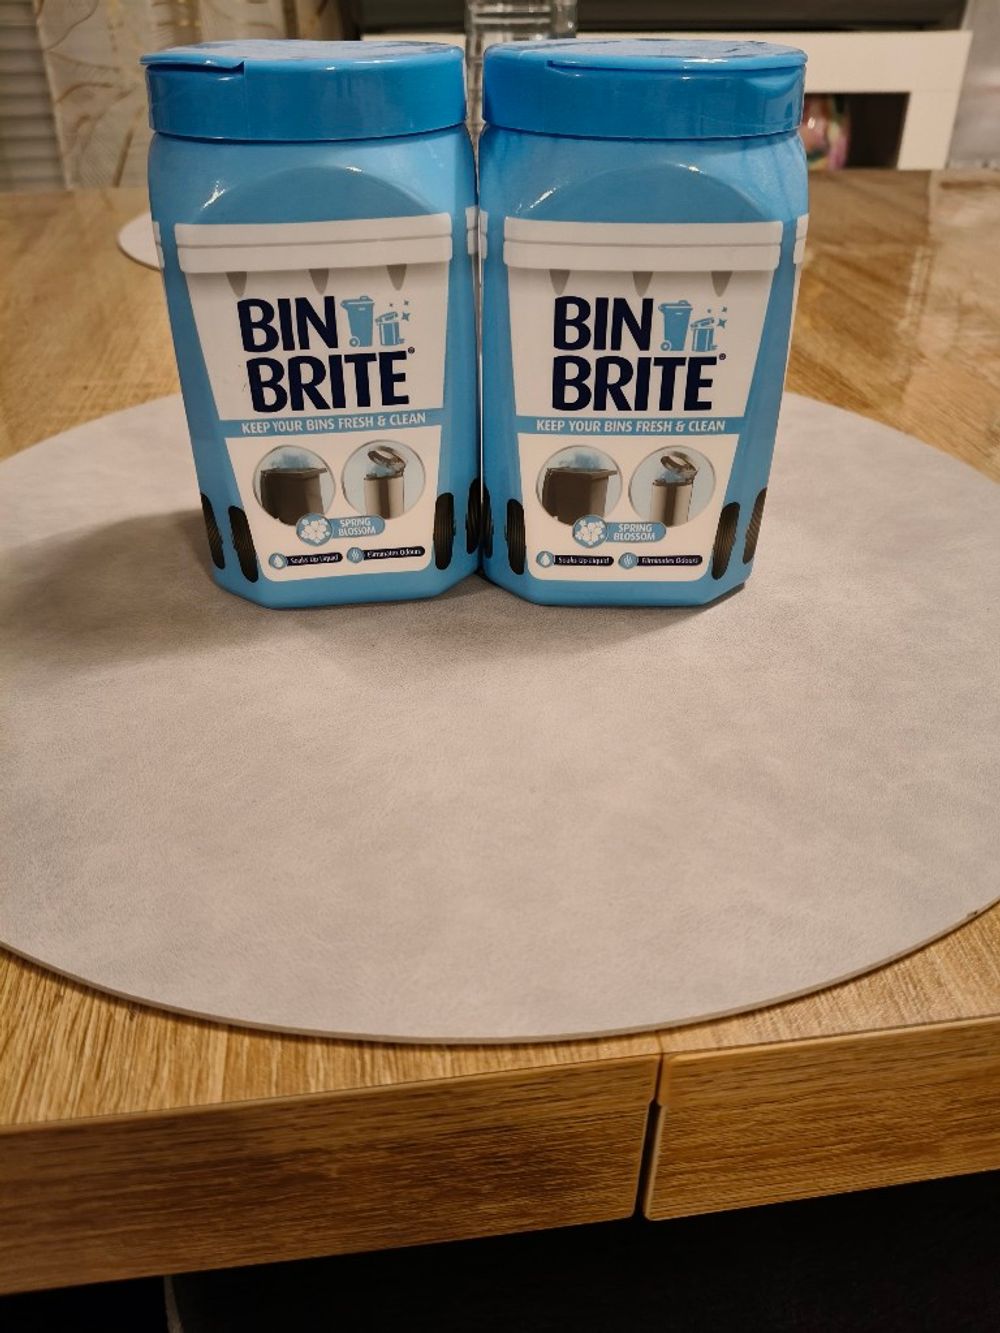 BIN
BRITE®
KEEP YOUR BINS FRESH & CLEAN
SPRING
BLOSSOM
Soaks Up Liquid
Eliminates Odours
BIN
BRITE®
KEEP YOUR BINS FRESH & CLEAN
SPRING
BLOSSOM
Soaks Up Liquid
Eliminates Odours